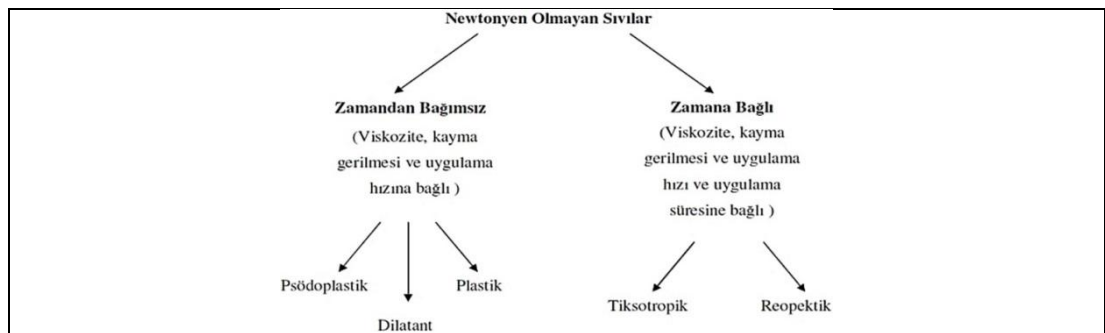 Newtonyen Olmayan Sıvılar
Zamandan Bağımsız
(Viskozite, kayma
gerilmesi ve uygulama
hızına bağlı )
Psödoplastik
Dilatant
Plastik
Zamana Bağlı
(Viskozite, kayma
gerilmesi ve uygulama
hızı ve uygulama
süresine bağlı )
Tiksotropik
Reopektik